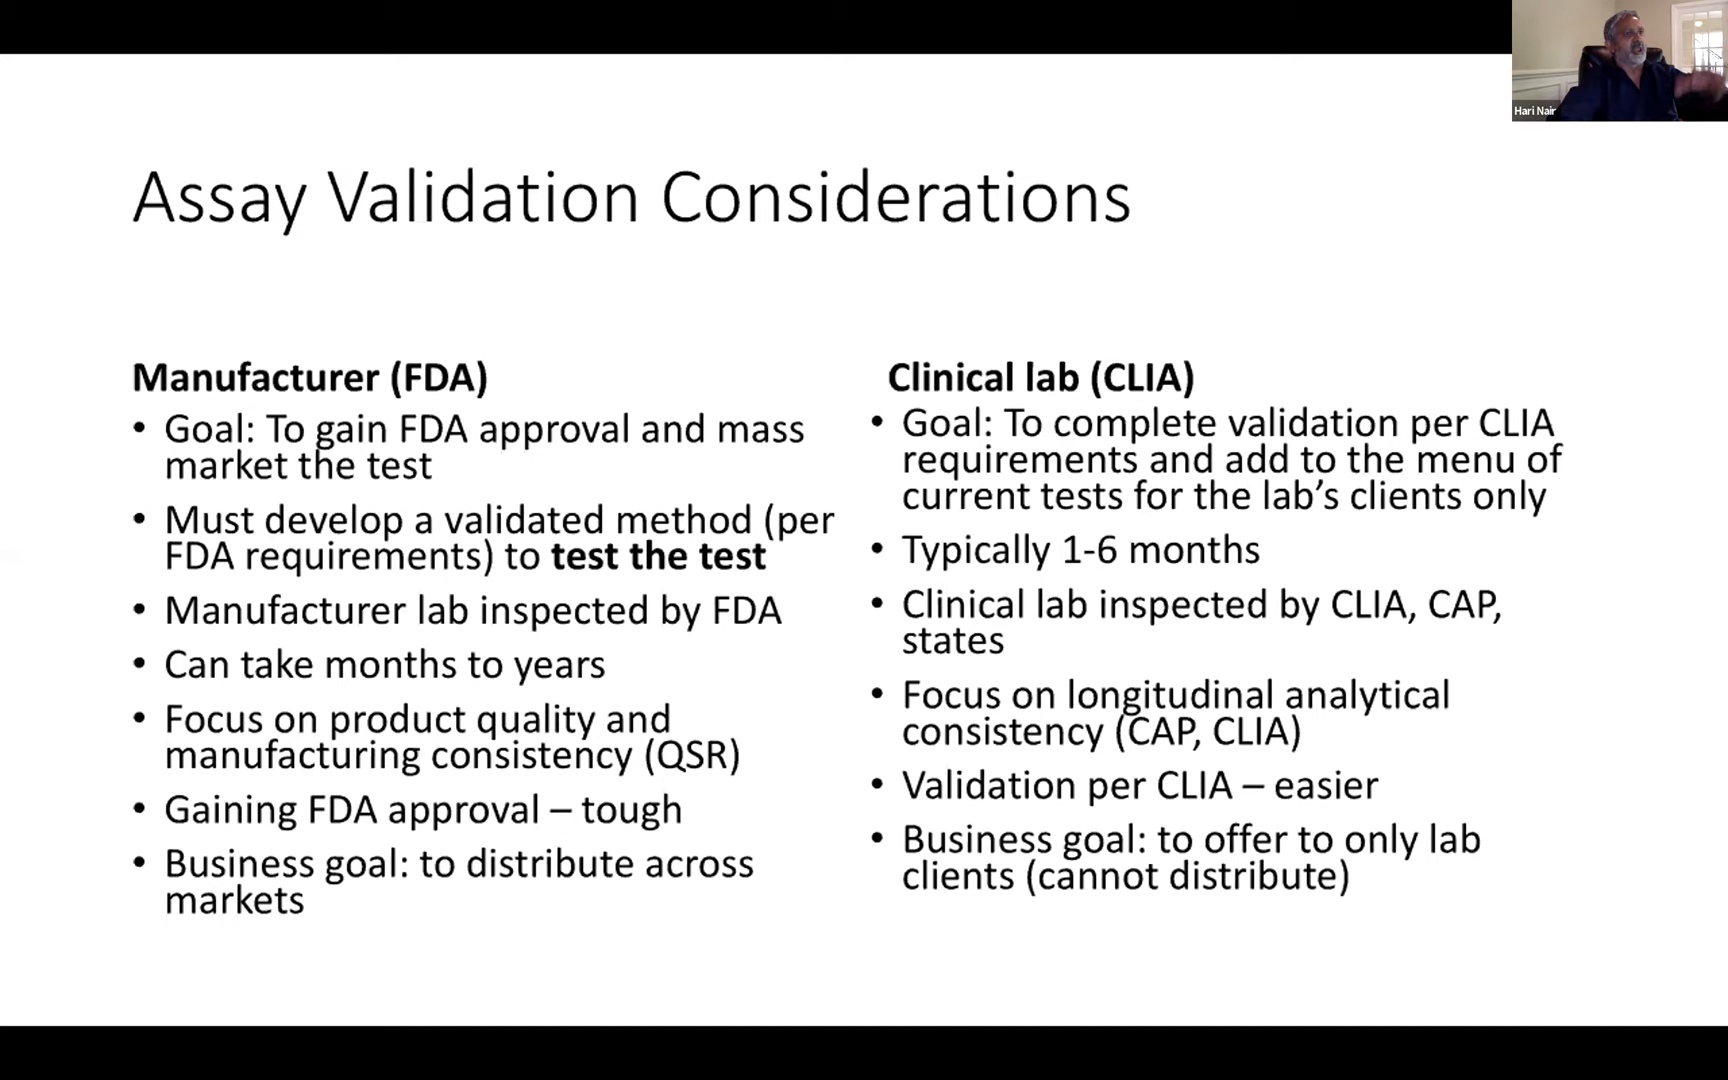 Hari Nair
Assay Validation Considerations
Manufacturer (FDA)
• Goal: To gain FDA approval and mass
market the test
• Must develop a validated method (per
FDA requirements) to test the test
• Manufacturer lab inspected by FDA
• Can take months to years
• Focus on product quality and
manufacturing consistency (QSR)
• Gaining FDA approval – tough
• Business goal: to distribute across
markets
Clinical lab (CLIA)
• Goal: To complete validation per CLIA
requirements and add to the menu of
current tests for the lab’s clients only
• Typically 1-6 months
• Clinical lab inspected by CLIA, CAP,
states
• Focus on longitudinal analytical
consistency (CAP, CLIA)
• Validation per CLIA – easier
• Business goal: to offer to only lab
clients (cannot distribute)